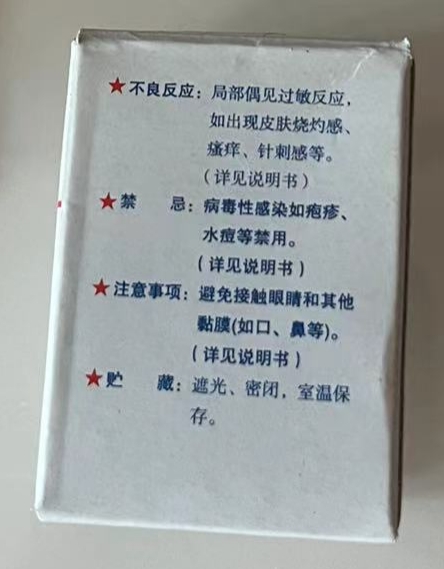 ★不良反应：局部偶见过敏反应，
如出现皮肤烧灼感、
瘙痒、针刺感等。
（详见说明书）
★禁　　忌：病毒性感染如疱疹、
水痘等禁用。
（详见说明书）
★注意事项：避免接触眼睛和其他
黏膜(如口、鼻等)。
（详见说明书）
★贮　　藏：遮光、密闭，室温保
存。